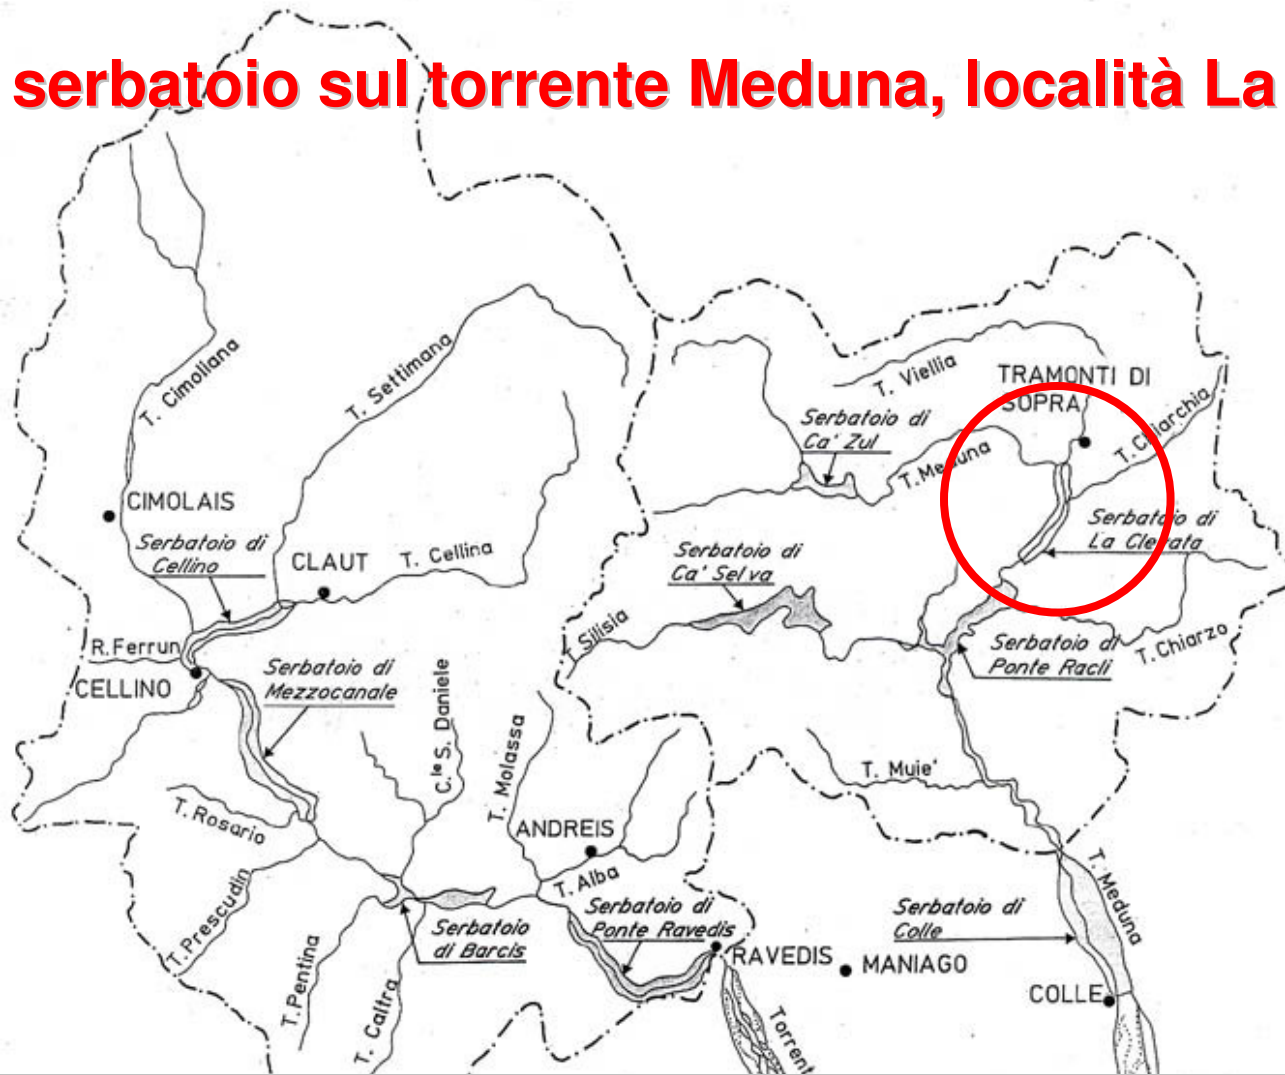 serbatoio sul torrente Meduna, località La
T. Cimoliana
T. Settimana
T. Viellia
TRAMONTI DI
SOPRA
Serbatoio di
Ca' Zul
T. Meduna
T. Chiarchia
CIMOLAIS
Serbatoio di
Cellino
CLAUT
T. Cellina
Serbatoio di
Ca' Selva
Serbatoio di
La Clevata
R. Ferrun
CELLINO
Serbatoio di
Mezzocanale
T. Silisia
Serbatoio di
Ponte Racli
T. Chiarzo
C.le S. Daniele
T. Molassa
T. Muie'
T. Rosario
ANDREIS
T. Alba
T. Prescudin
T. Meduna
Serbatoio
di Barcis
Serbatoio di
Ponte Ravedis
Serbatoio di
Colle
RAVEDIS
MANIAGO
T. Pentina
T. Caltra
COLLE
Torrent